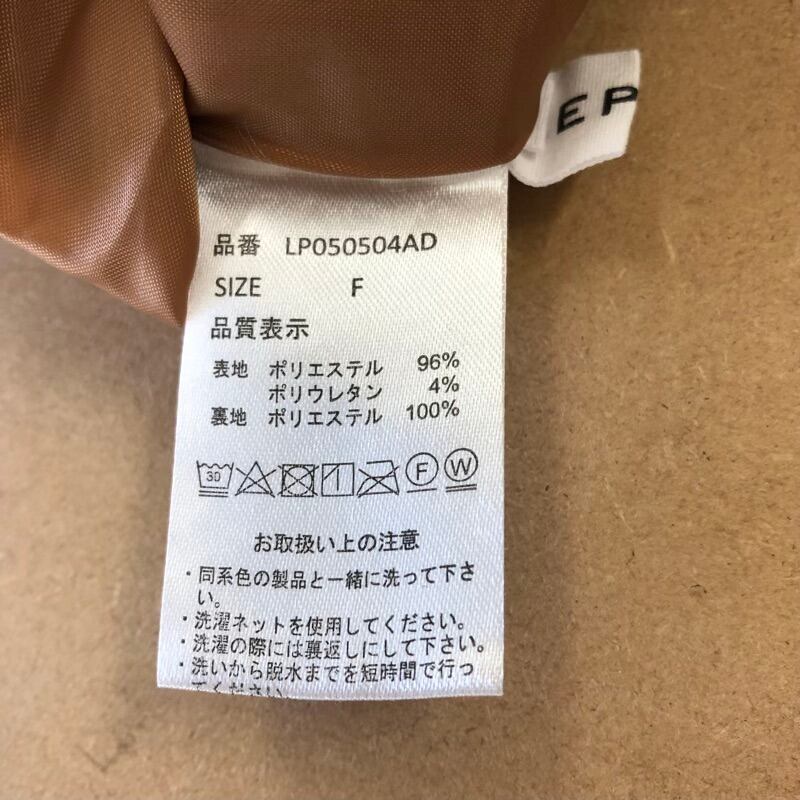 EP
品番 LP050504AD
SIZE F
品質表示
表地 ポリエステル 96%
ポリウレタン 4%
裏地 ポリエステル 100%
30 F W
お取扱い上の注意
・同系色の製品と一緒に洗って下さ
い。
・洗濯ネットを使用してください。
・洗濯の際には裏返しにして下さい。
・洗いから脱水までを短時間で行っ
てください